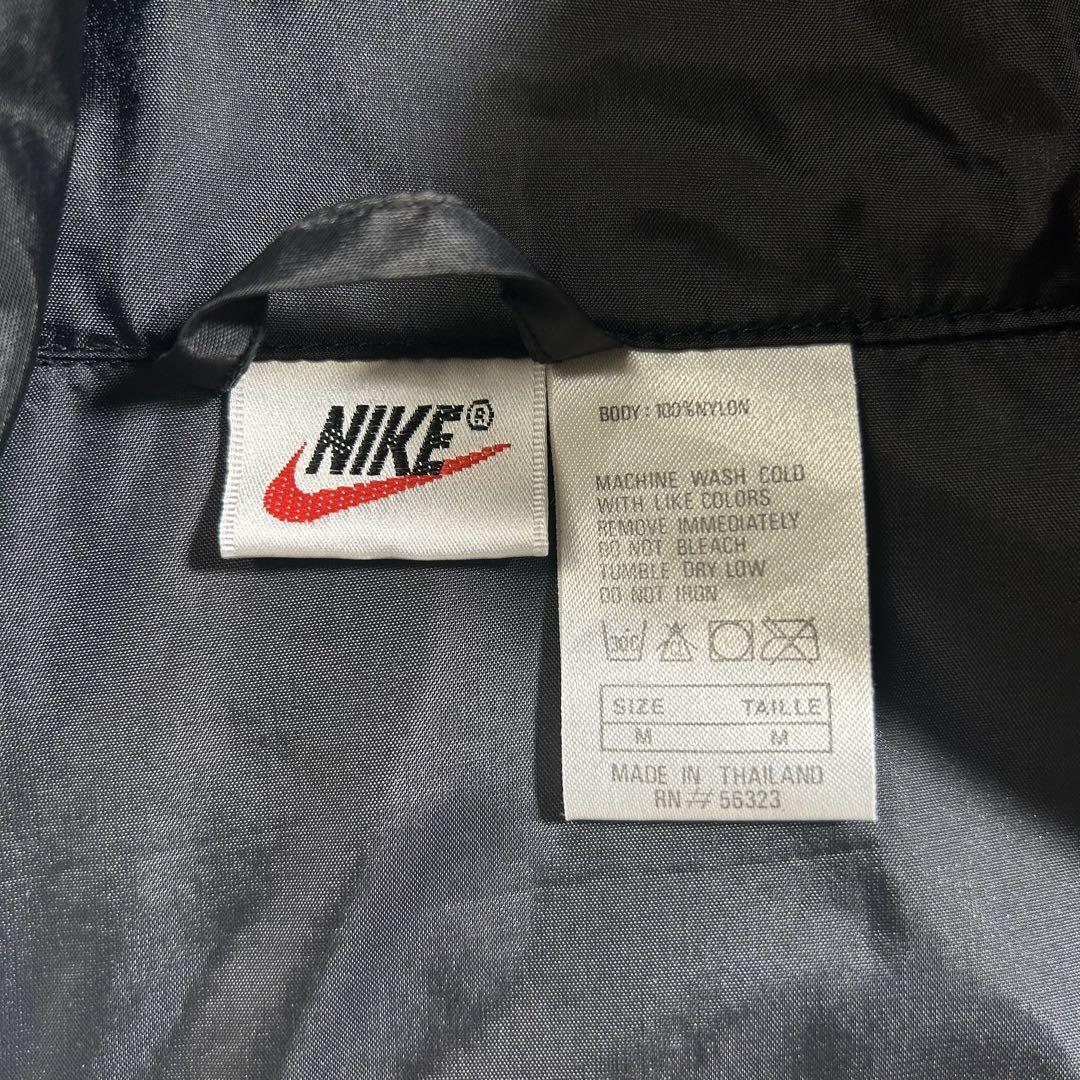 NIKE®
BODY: 100%NYLON
MACHINE WASH COLD
WITH LIKE COLORS
REMOVE IMMEDIATELY
DO NOT BLEACH
TUMBLE DRY LOW
DO NOT IRON
SIZE TAILLE
M M
MADE IN THAILAND
RN# 56323